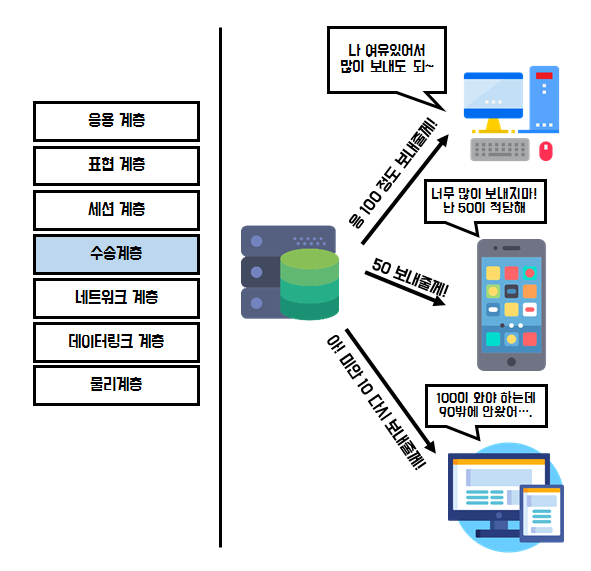 응용 계층
표현 계층
세션 계층
수송계층
네트워크 계층
데이터링크 계층
물리계층
나 여유있어서
많이 보내도 되~
응 100 정도 보내줄께!
너무 많이 보내지마!
난 50이 적당해
50 보내줄께!
100이 와야 하는데
90밖에 안왔어….
아! 미안 10 다시 보내줄께!